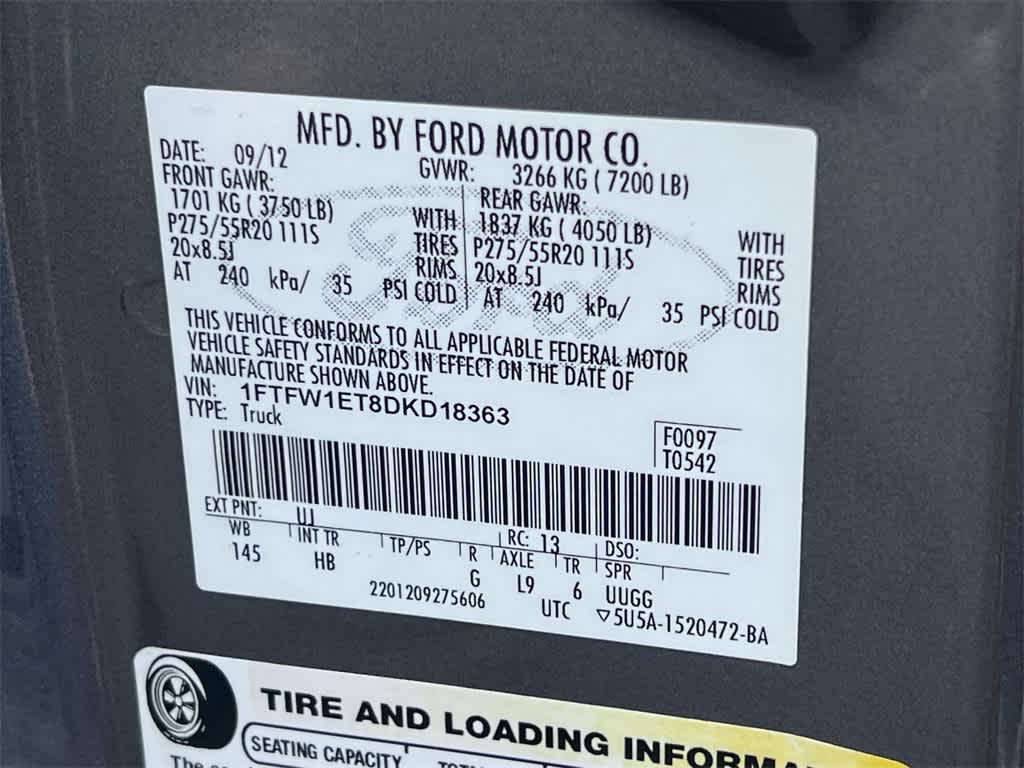 MFD. BY FORD MOTOR CO.
DATE: 09/12 GVWR: 3266 KG ( 7200 LB)
FRONT GAWR: REAR GAWR:
1701 KG ( 3750 LB) WITH 1837 KG ( 4050 LB) WITH
P275/55R20 111S TIRES P275/55R20 111S TIRES
20x8.5J RIMS 20x8.5J RIMS
AT 240 kPa/ 35 PSI COLD AT 240 kPa/ 35 PSI COLD
THIS VEHICLE CONFORMS TO ALL APPLICABLE FEDERAL MOTOR
VEHICLE SAFETY STANDARDS IN EFFECT ON THE DATE OF
MANUFACTURE SHOWN ABOVE.
VIN: 1FTFW1ET8DKD18363
TYPE: Truck
F0097
T0542
EXT PNT: UJ RC: 13 DSO:
WB INT TR TP/PS R AXLE TR SPR
145 HB G L9 6 UUGG
2201209275606 UTC ▽5U5A-1520472-BA
Ford
TIRE AND LOADING INFORMA
SEATING CAPACITY
The